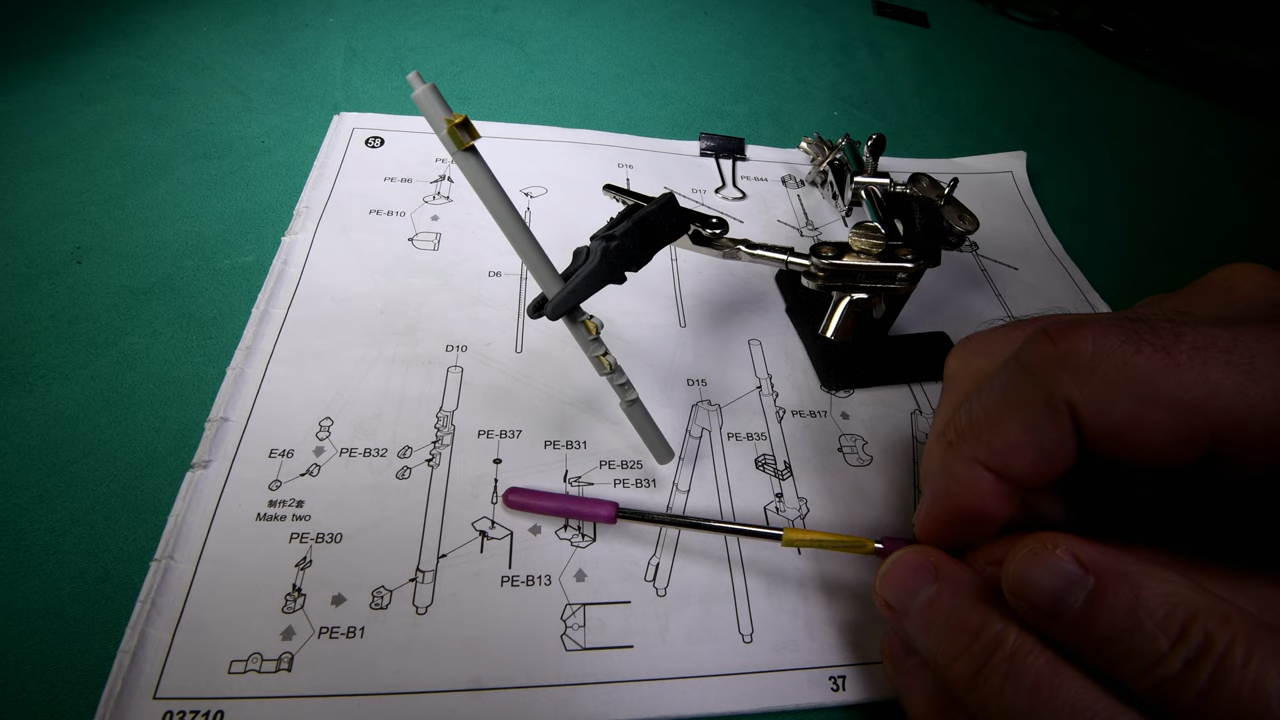 58
PE-B6
PE-B10
D16
D17
PE-B44
D6
D10
D15
PE-B17
PE-B37
PE-B31
PE-B25
PE-B31
PE-B35
E46
PE-B32
制作2套
Make two
PE-B30
PE-B13
PE-B1
37
03710